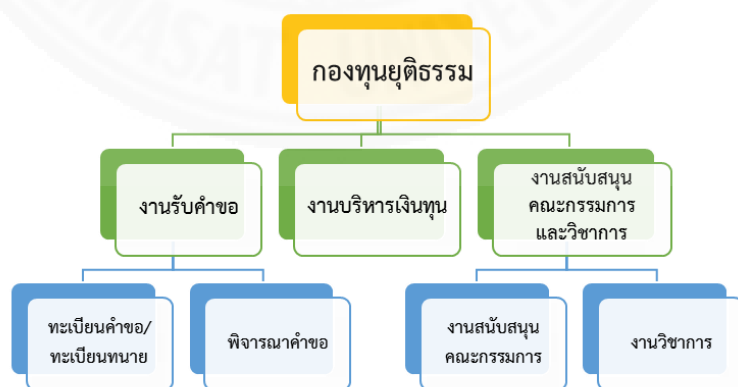 กองทุนยุติธรรม
งานรับคำขอ
งานบริหารเงินทุน
งานสนับสนุน
คณะกรรมการ
และวิชาการ
ทะเบียนคำขอ/
ทะเบียนทนาย
พิจารณาคำขอ
งานสนับสนุน
คณะกรรมการ
งานวิชาการ